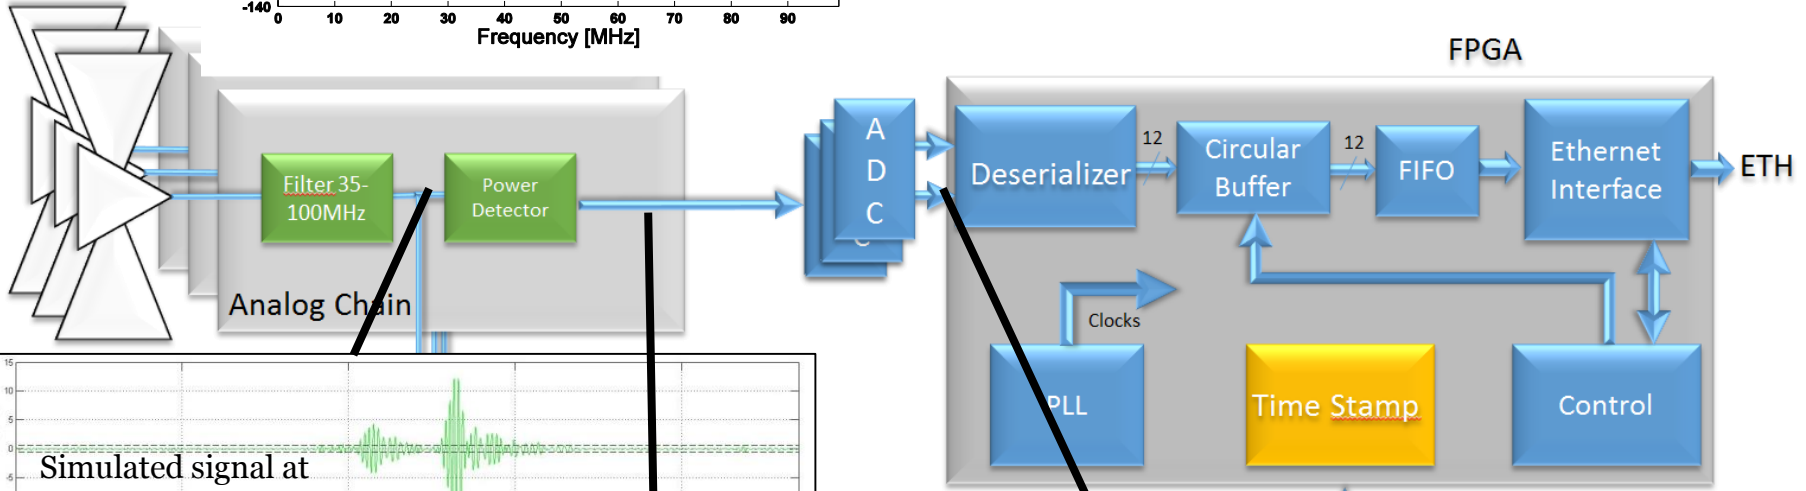 -140
0 10 20 30 40 50 60 70 80 90
Frequency [MHz]
FPGA
Filter 35-
100MHz
Power
Detector
Analog Chain
A
D
C
C
Deserializer
12
Circular
Buffer
12
FIFO
Ethernet
Interface
ETH
Clocks
PLL
Time Stamp
Control
15
10
5
0
-5
Simulated signal at